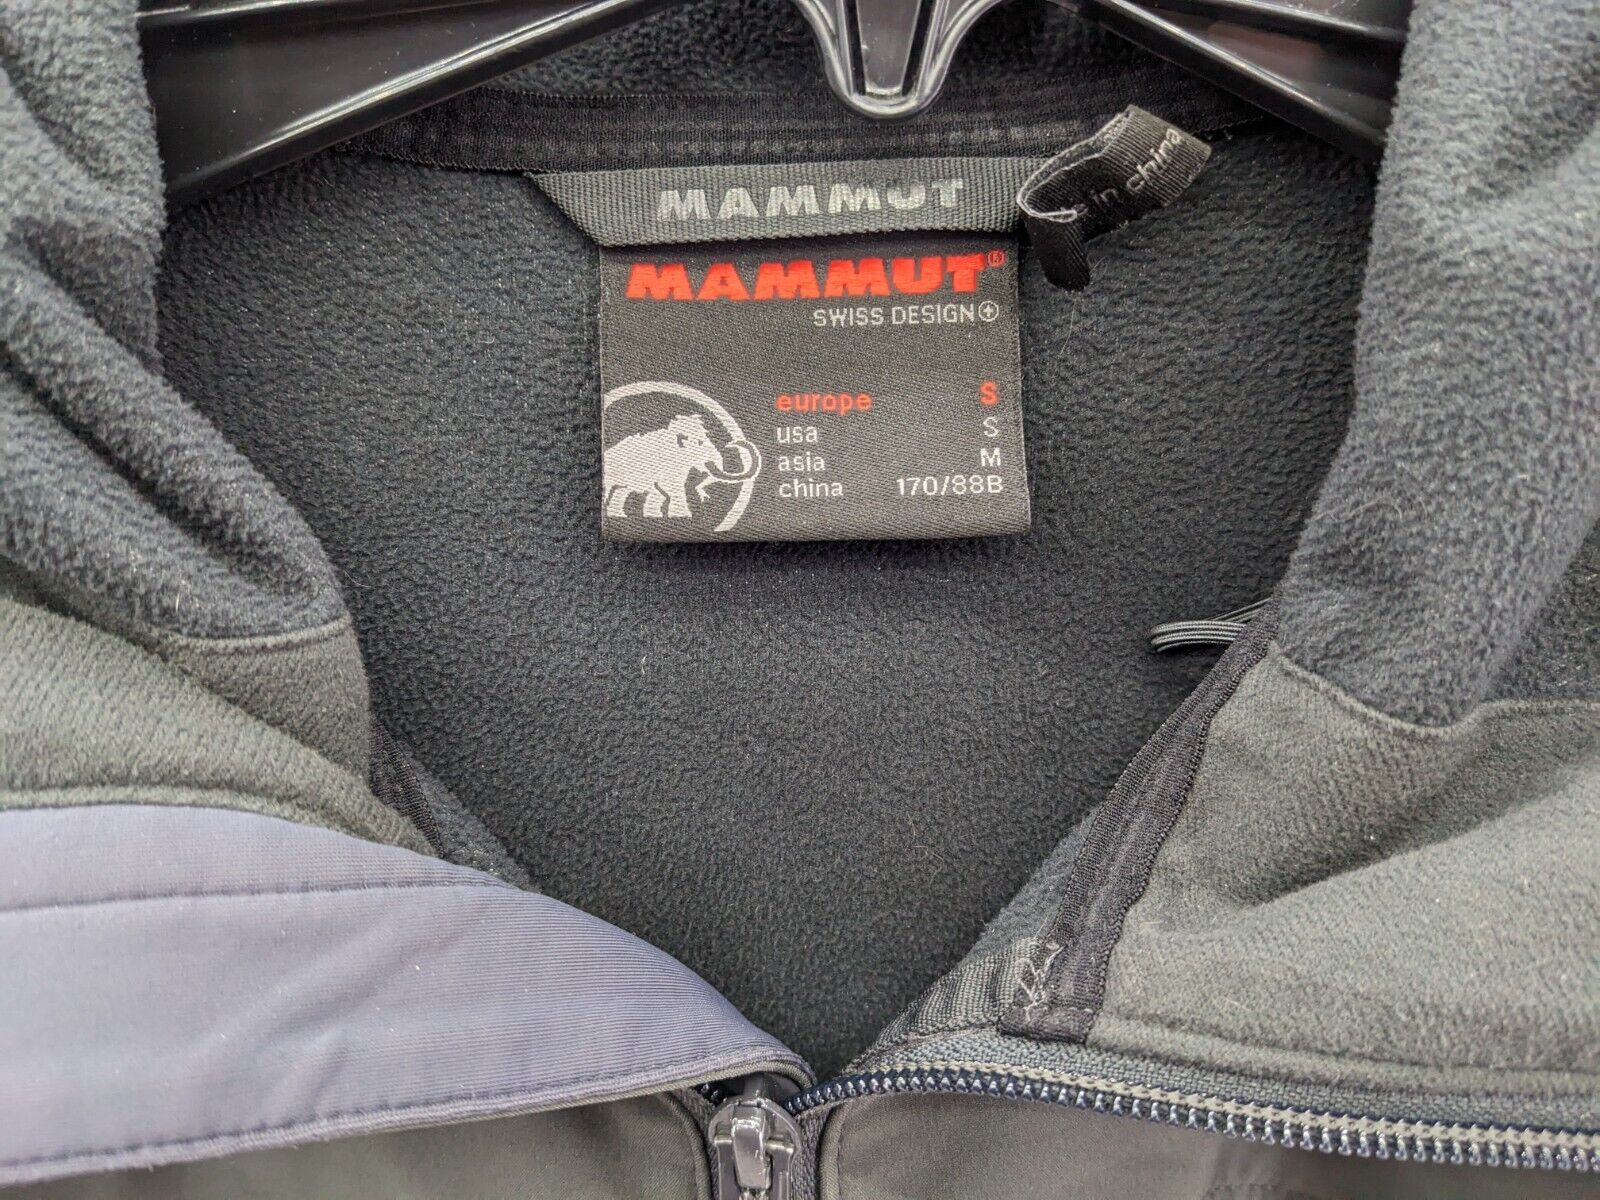 MAMMUT
in china
MAMMUT®
SWISS DESIGN
europe S
usa S
asia M
china 170/88B